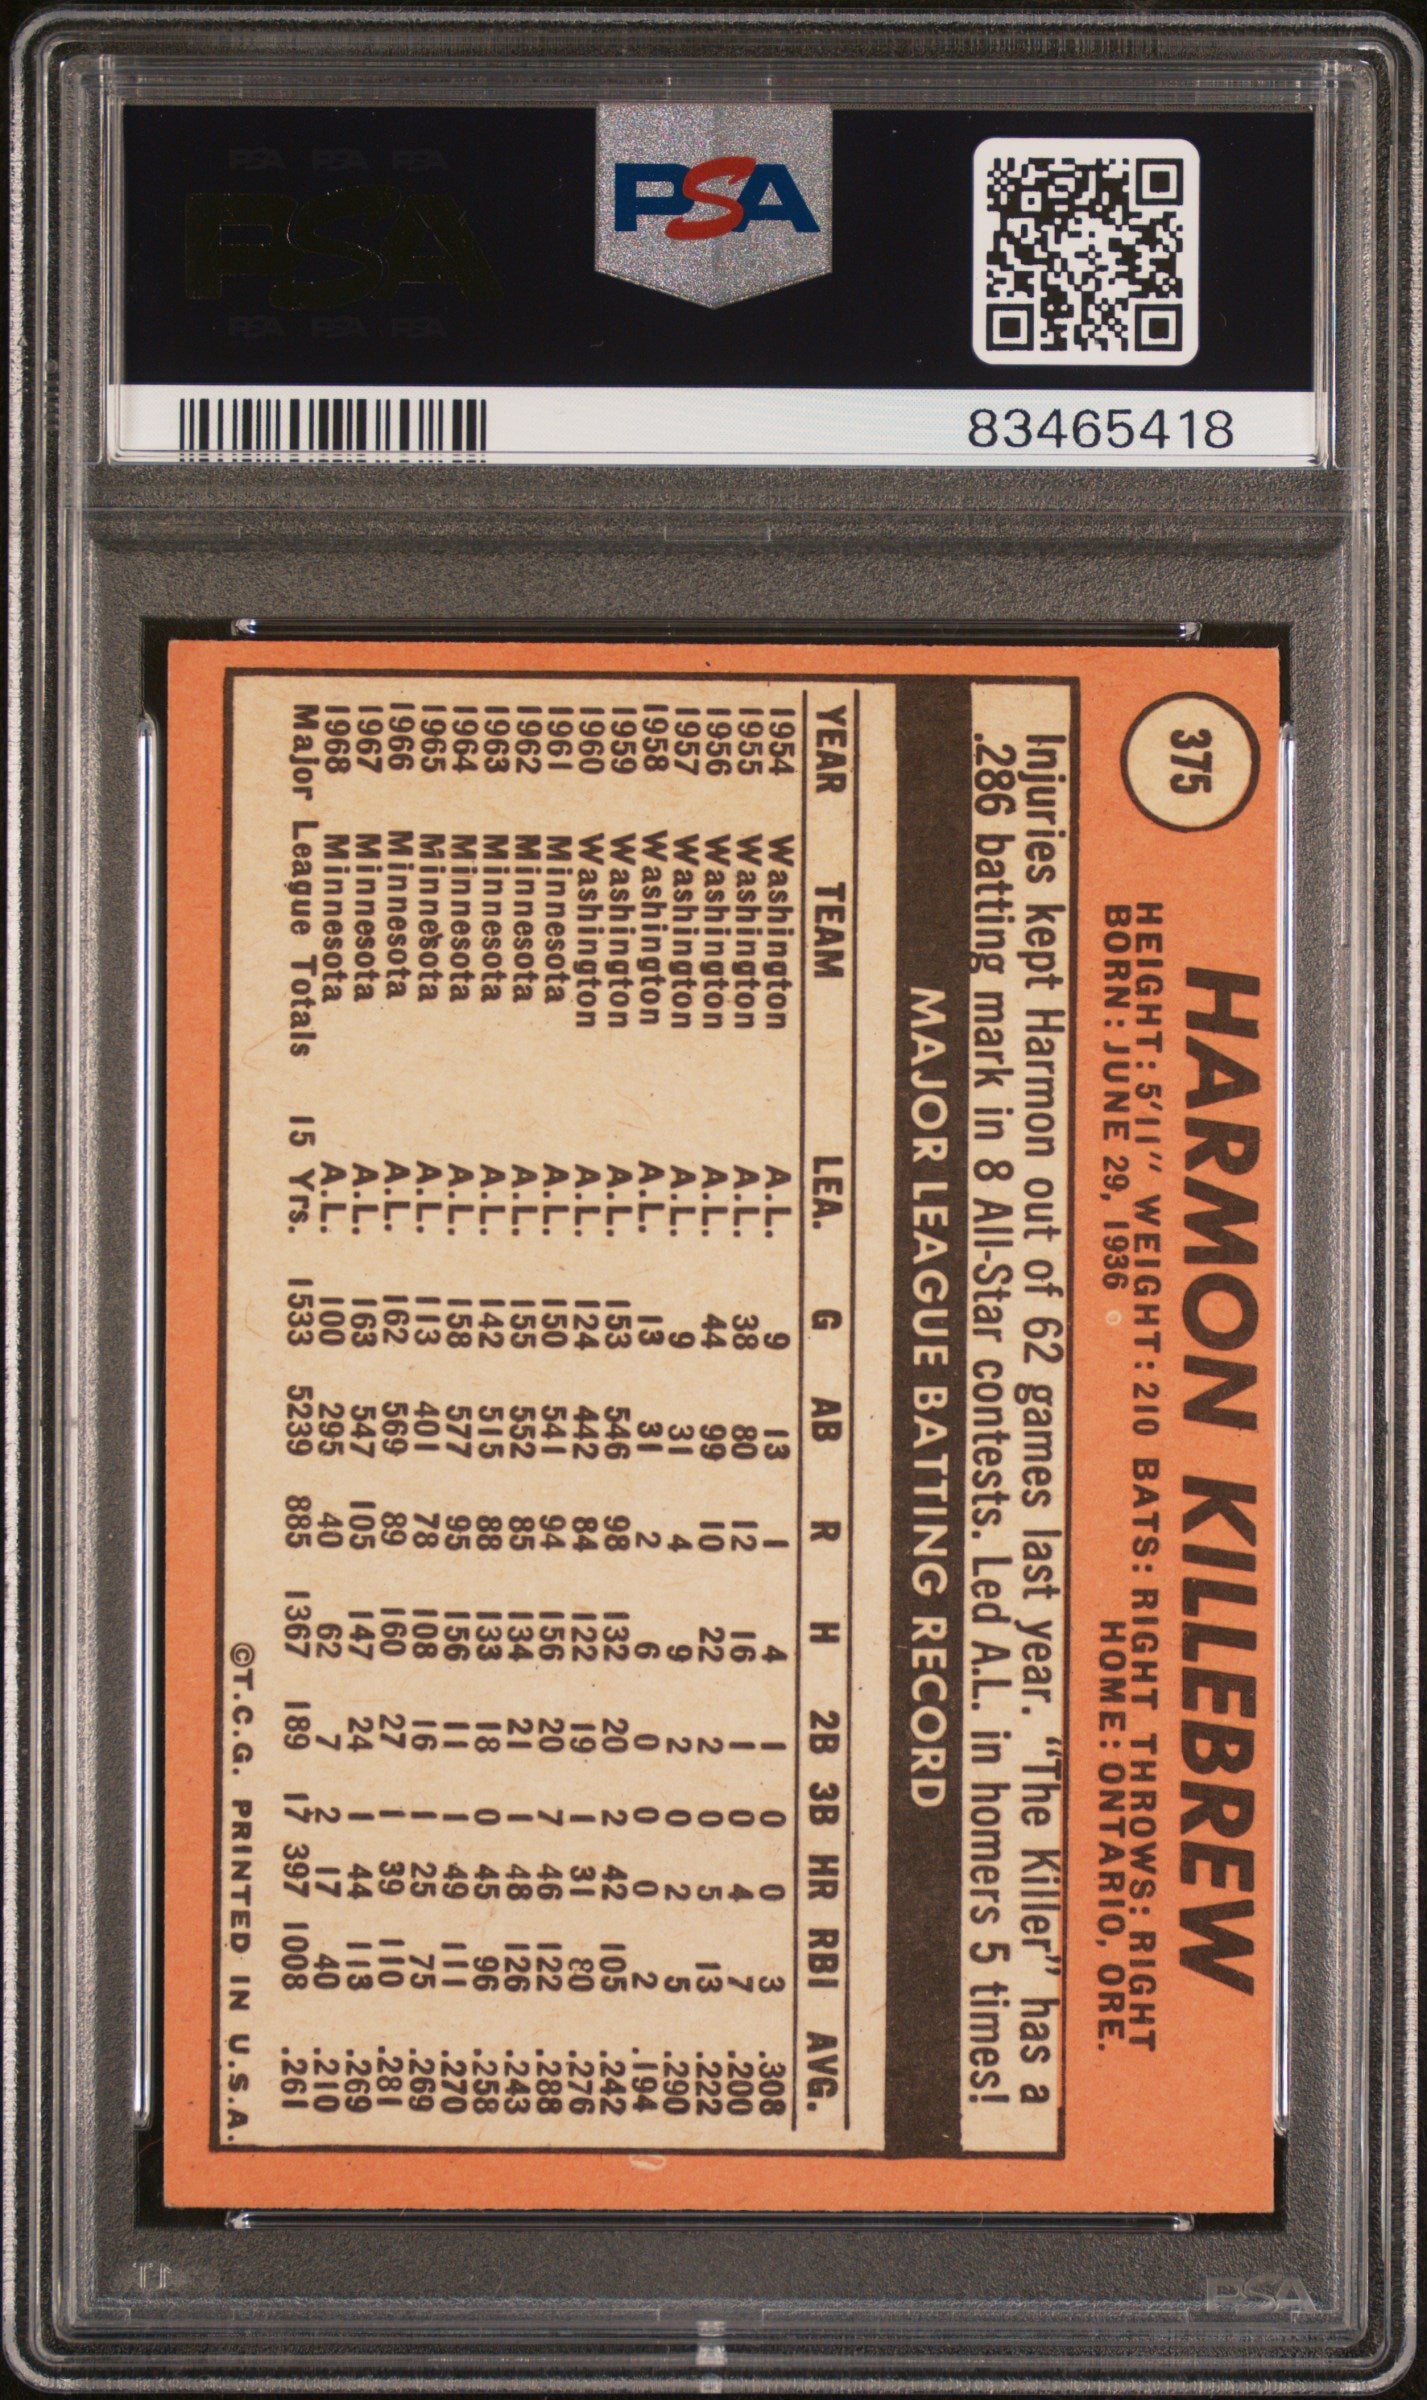 PSA PSA PSA
PSA
PSA PSA PSA
PSA
83465418
375
HARMON KILLEBREW
HEIGHT: 5'11" WEIGHT: 210 BATS: RIGHT THROWS: RIGHT
BORN: JUNE 29, 1936 HOME: ONTARIO, ORE.
Injuries kept Harmon out of 62 games last year. "The Killer" has a
.286 batting mark in 8 All-Star contests. Led A.L. in homers 5 times!
MAJOR LEAGUE BATTING RECORD
YEAR TEAM LEA. G AB R H 2B 3B HR RBI AVG.
1954 Washington A.L. 9 13 1 4 1 0 0 3 .308
1955 Washington A.L. 38 80 12 16 1 0 4 7 .200
1956 Washington A.L. 44 99 10 22 2 0 5 13 .222
1957 Washington A.L. 9 31 4 9 2 0 2 5 .290
1958 Washington A.L. 13 31 2 6 0 0 0 2 .194
1959 Washington A.L. 153 546 98 132 20 2 42 105 .242
1960 Washington A.L. 124 442 84 122 19 1 31 80 .276
1961 Minnesota A.L. 150 541 94 156 20 7 46 122 .288
1962 Minnesota A.L. 155 552 85 134 21 1 48 126 .243
1963 Minnesota A.L. 142 515 88 133 18 0 45 96 .258
1964 Minnesota A.L. 158 577 95 156 11 1 49 111 .270
1965 Minnesota A.L. 113 401 78 108 16 1 25 75 .269
1966 Minnesota A.L. 162 569 89 160 27 1 39 110 .281
1967 Minnesota A.L. 163 547 105 147 24 1 44 113 .269
1968 Minnesota A.L. 100 295 40 62 7 2 17 40 .210
Major League Totals 15 Yrs. 1533 5239 885 1367 189 17 397 1008 .261
©T.C.G. PRINTED IN U.S.A.
PSA